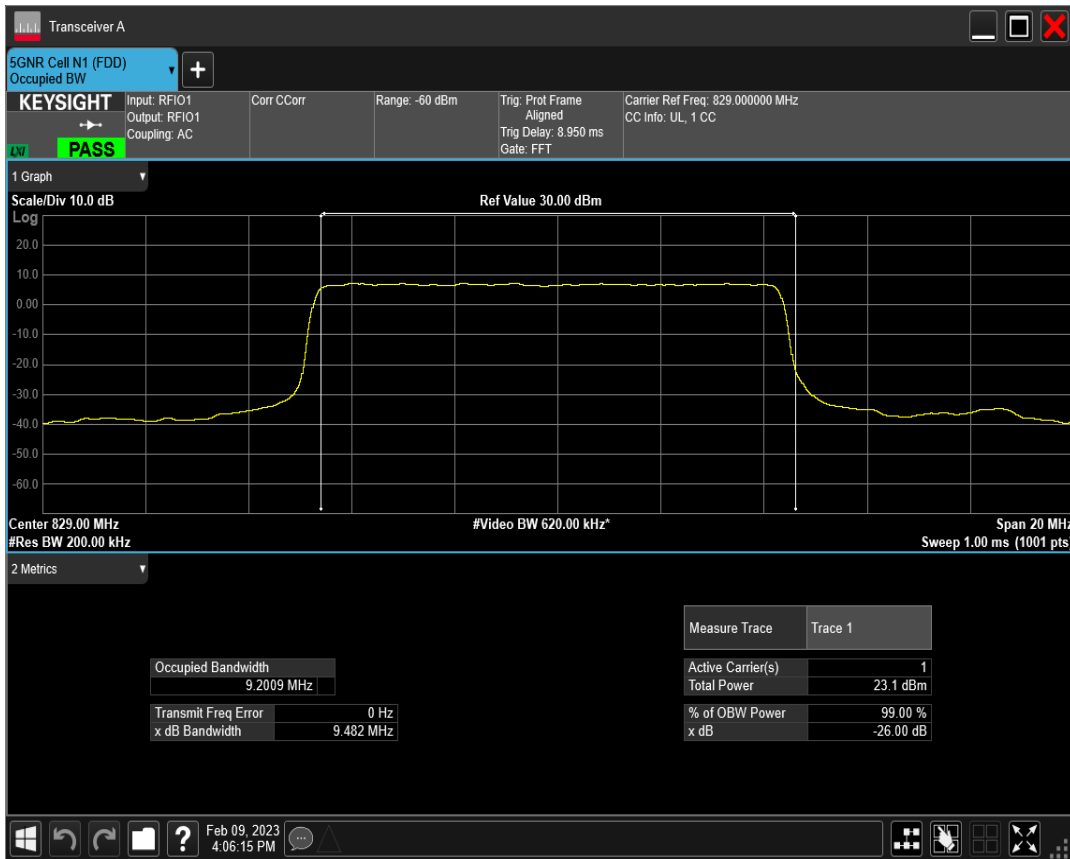 Transceiver A
5GNR Cell N1 (FDD)
Occupied BW
+
KEYSIGHT
LXI
PASS
Input: RFIO1
Output: RFIO1
Coupling: AC
Corr CCorr
Range: -60 dBm
Trig: Prot Frame
Aligned
Trig Delay: 8.950 ms
Gate: FFT
Carrier Ref Freq: 829.000000 MHz
CC Info: UL, 1 CC
1 Graph
Scale/Div 10.0 dB
Ref Value 30.00 dBm
Log
20.0
10.0
0.00
-10.0
-20.0
-30.0
-40.0
-50.0
-60.0
Center 829.00 MHz
#Video BW 620.00 kHz*
Span 20 MHz
#Res BW 200.00 kHz
Sweep 1.00 ms (1001 pts)
2 Metrics
Measure Trace Trace 1
Occupied Bandwidth
9.2009 MHz
Active Carrier(s) 1
Total Power 23.1 dBm
Transmit Freq Error 0 Hz
x dB Bandwidth 9.482 MHz
% of OBW Power 99.00 %
x dB -26.00 dB
?
Feb 09, 2023
4:06:15 PM